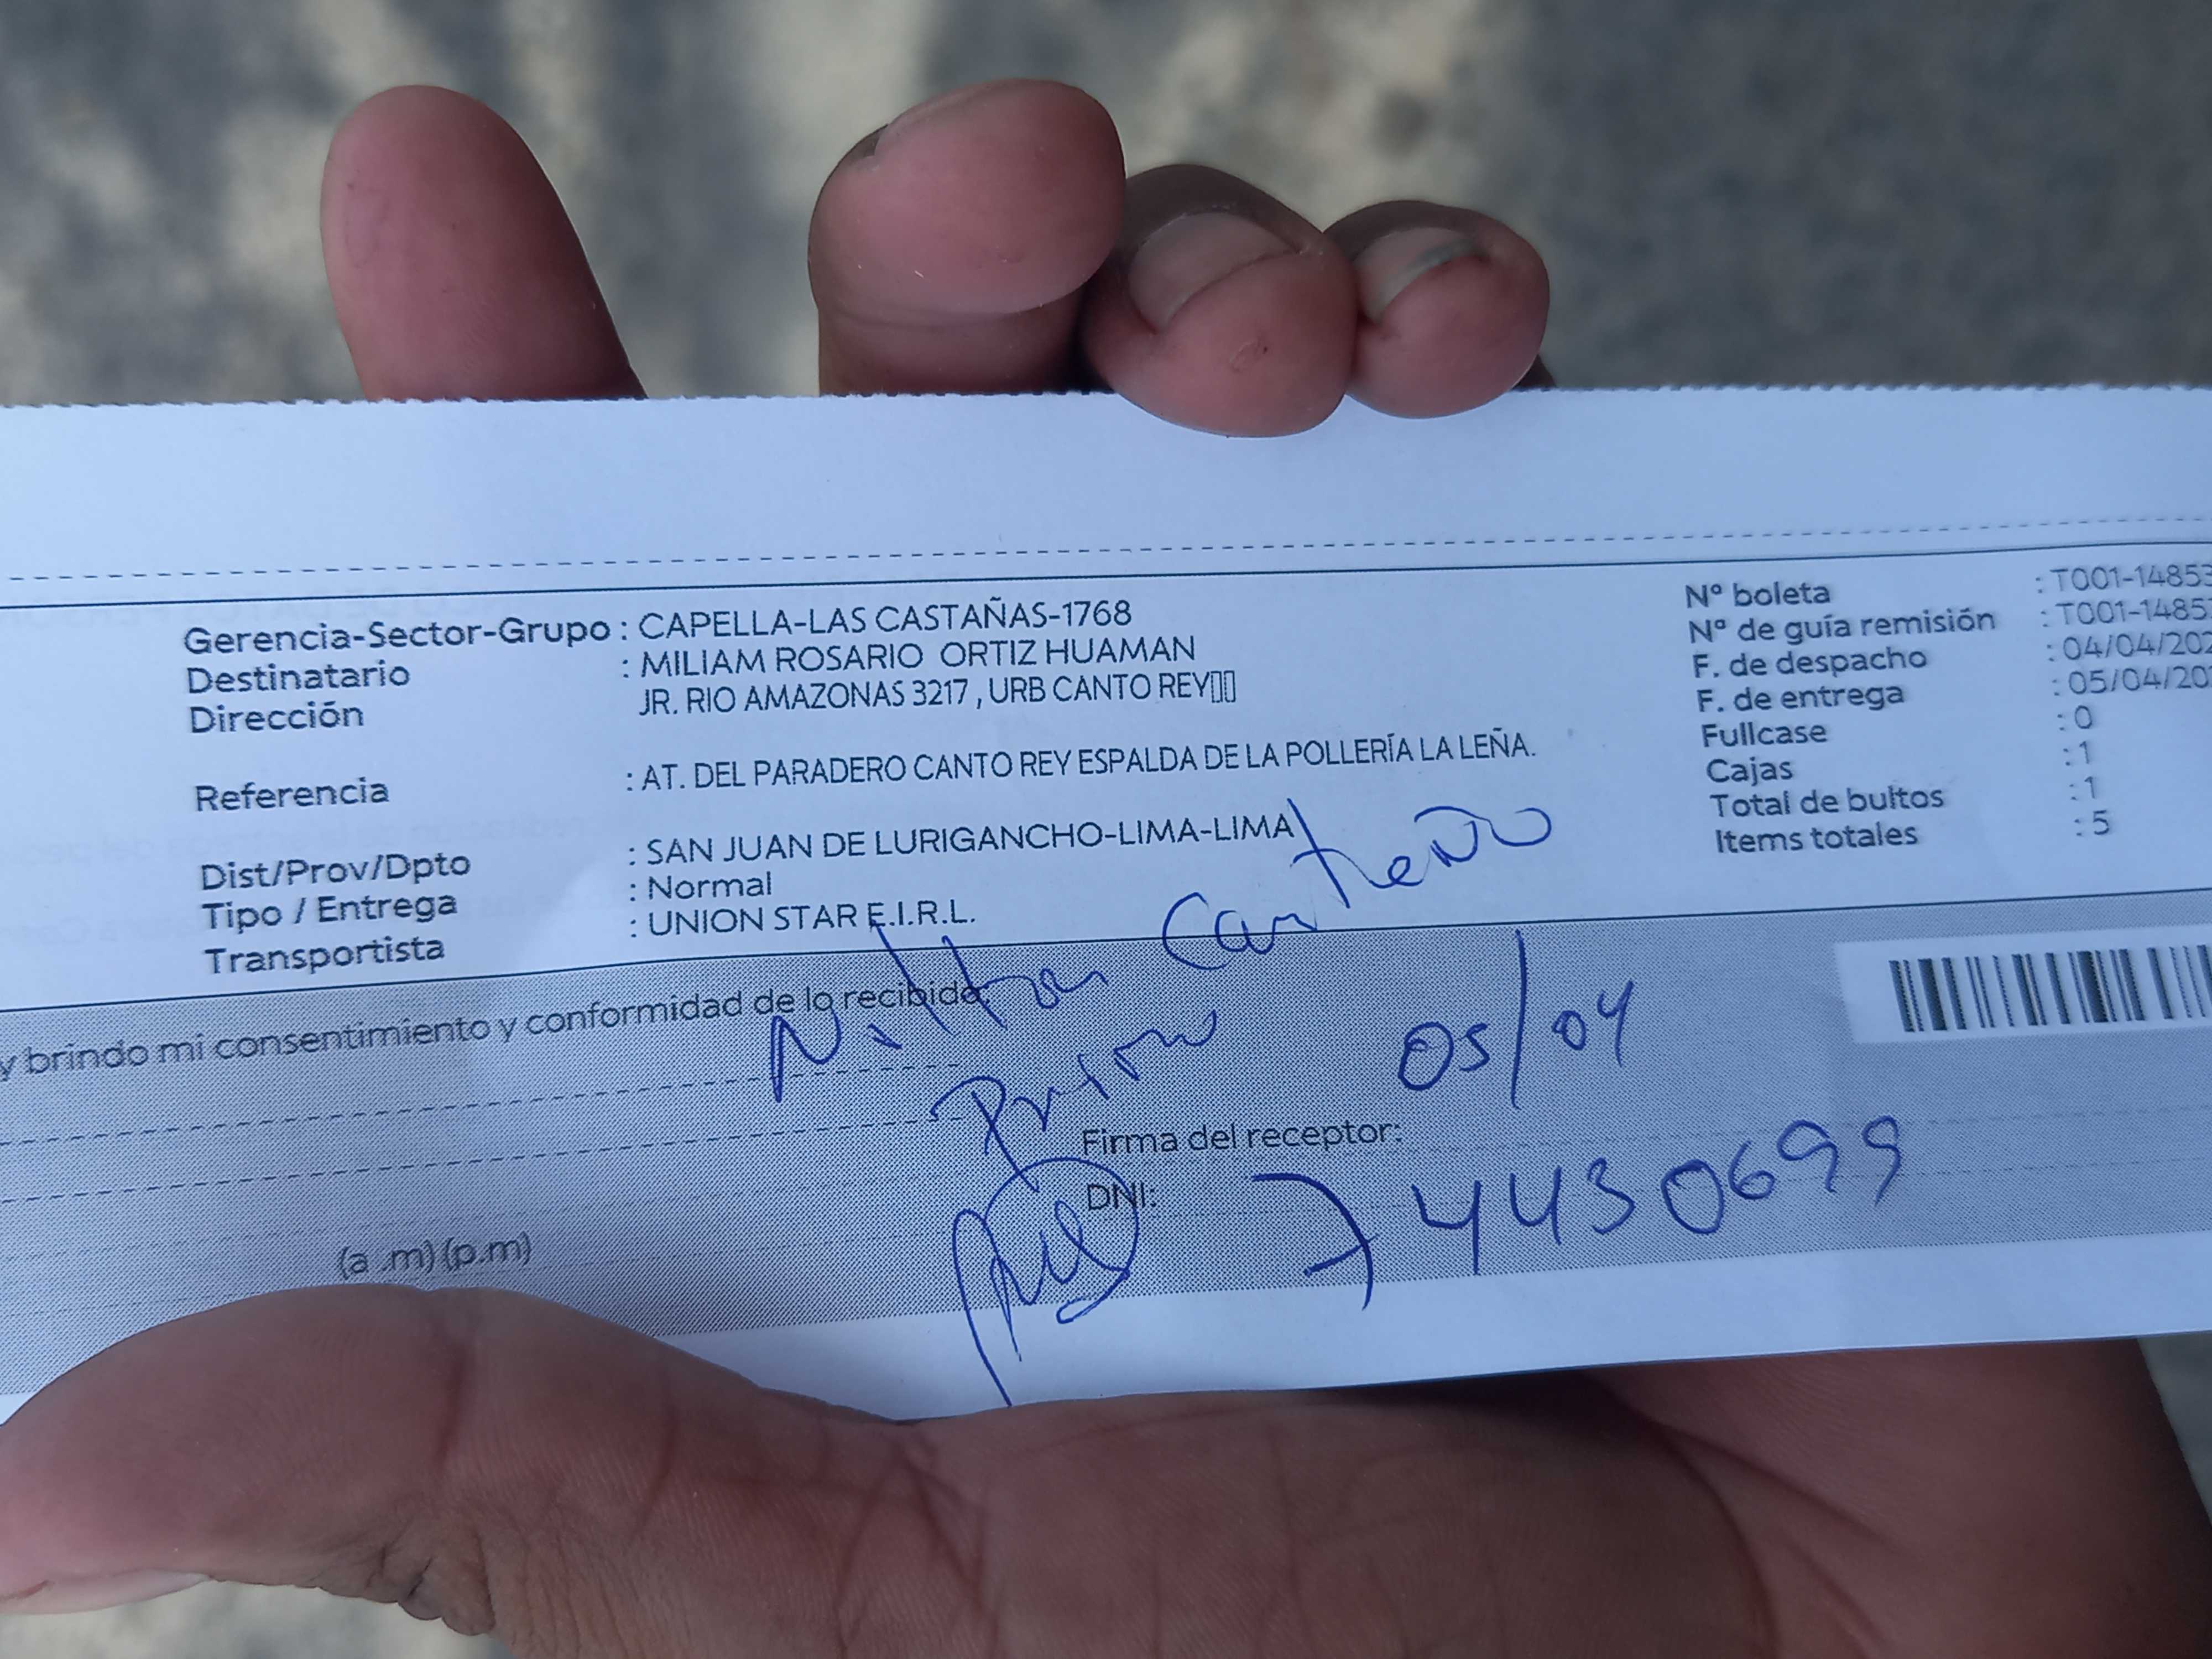 Gerencia-Sector-Grupo : CAPELLA-LAS CASTAÑAS-1768
Destinatario : MILIAM ROSARIO ORTIZ HUAMAN
Dirección JR. RIO AMAZONAS 3217 , URB CANTO REY
Referencia : AT. DEL PARADERO CANTO REY ESPALDA DE LA POLLERÍA LA LEÑA.
Dist/Prov/Dpto : SAN JUAN DE LURIGANCHO-LIMA-LIMA
Tipo / Entrega : Normal
Transportista : UNION STAR E.I.R.L.
Nº boleta : T001-14853
Nº de guía remisión : T001-1485
F. de despacho : 04/04/202
F. de entrega : 05/04/20
Fullcase : 0
Cajas : 1
Total de bultos : 1
Items totales : 5
y brindo mi consentimiento y conformidad de lo recibido.
Nilton
05/04
Firma del receptor:
DNI: 74430699
(a .m) (p.m)